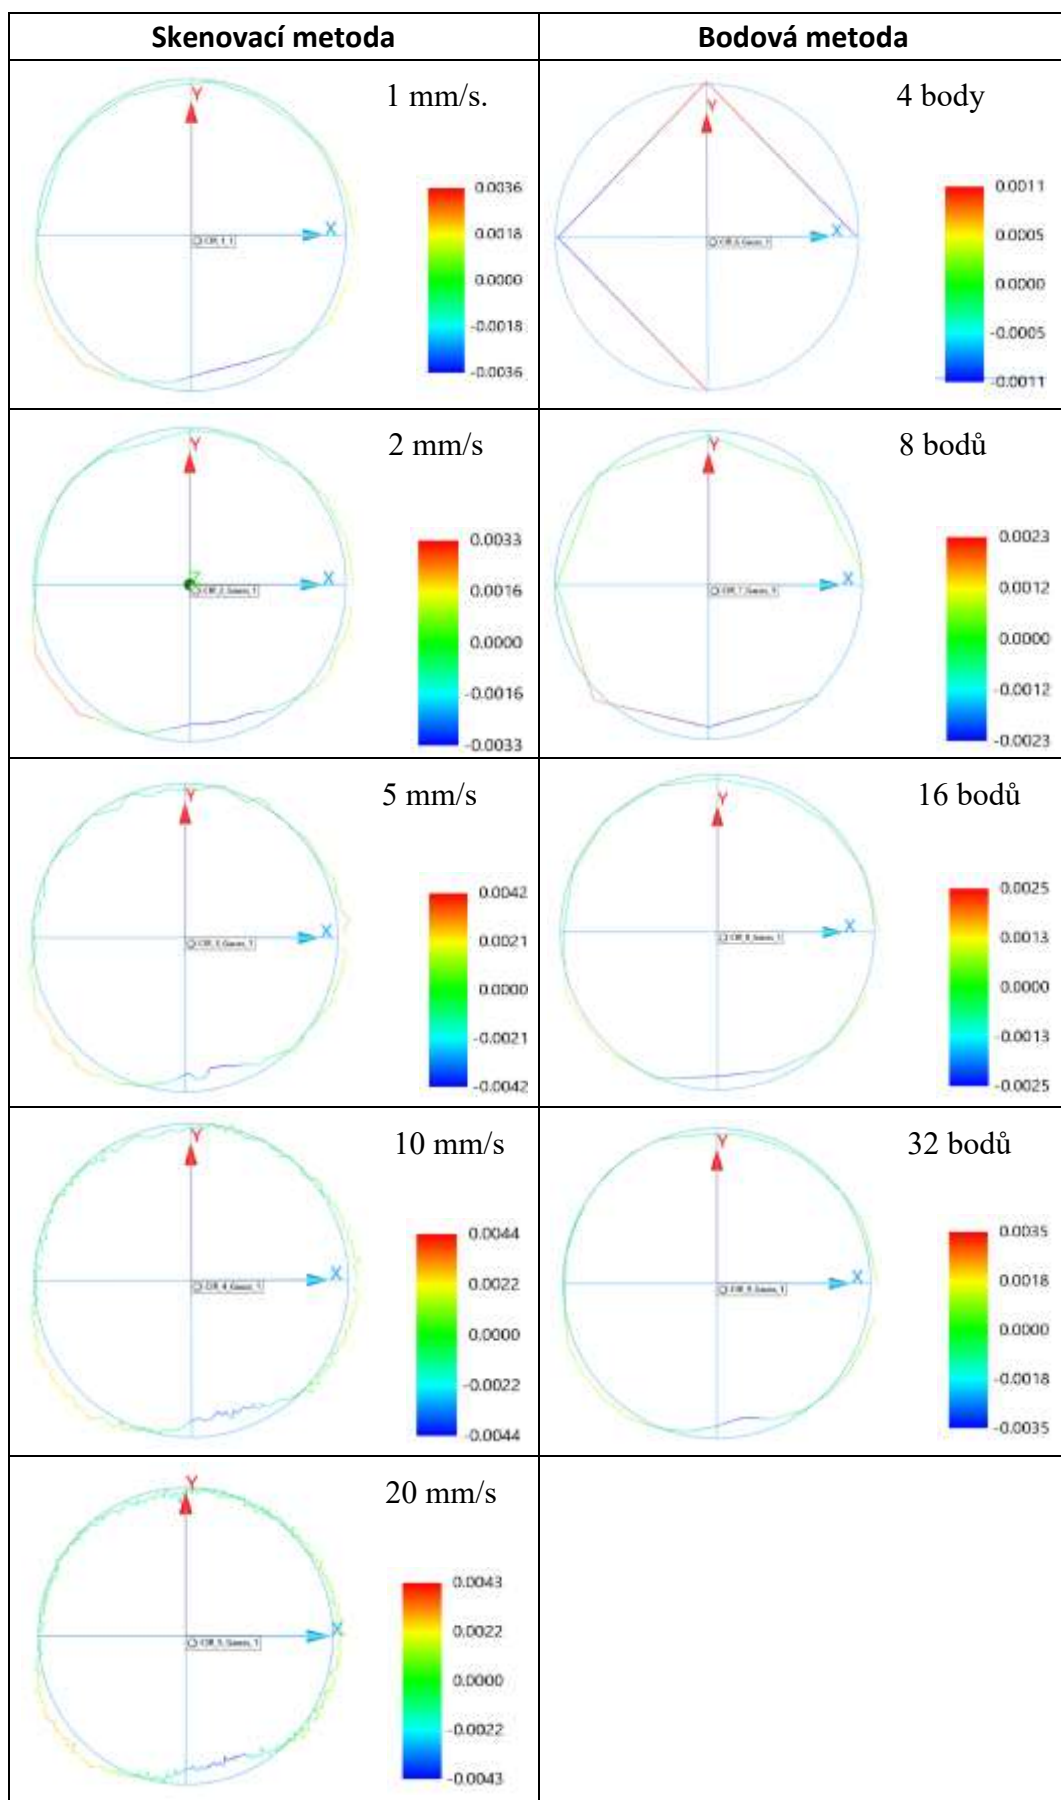 Skenovací metoda
Bodová metoda
1 mm/s.
Y
X
0.0036
0.0018
0.0000
-0.0018
-0.0036
4 body
Y
X
0.0011
0.0005
0.0000
-0.0005
-0.0011
2 mm/s
Y
X
Z
0.0033
0.0016
0.0000
-0.0016
-0.0033
8 bodů
Y
X
0.0023
0.0012
0.0000
-0.0012
-0.0023
5 mm/s
Y
X
0.0042
0.0021
0.0000
-0.0021
-0.0042
16 bodů
Y
X
0.0025
0.0013
0.0000
-0.0013
-0.0025
10 mm/s
Y
X
0.0044
0.0022
0.0000
-0.0022
-0.0044
32 bodů
Y
X
0.0035
0.0018
0.0000
-0.0018
-0.0035
20 mm/s
Y
X
0.0043
0.0022
0.0000
-0.0022
-0.0043